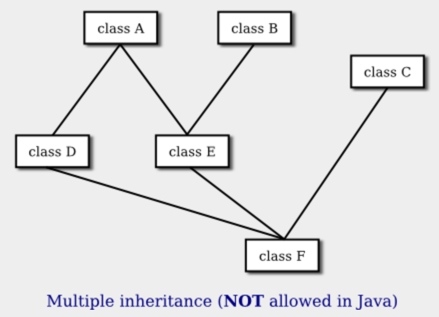 class A
class B
class C
class D
class E
class F
Multiple inheritance (NOT allowed in Java)